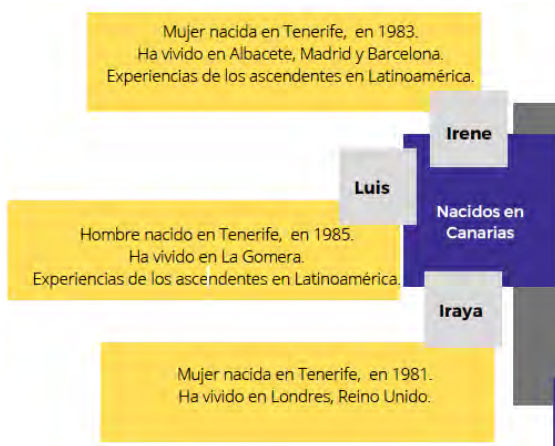 Mujer nacida en Tenerife, en 1983.
Ha vivido en Albacete, Madrid y Barcelona.
Experiencias de los ascendentes en Latinoamérica.
Irene
Luis
Nacidos en
Canarias
Hombre nacido en Tenerife, en 1985.
Ha vivido en La Gomera.
Experiencias de los ascendentes en Latinoamérica.
Iraya
Mujer nacida en Tenerife, en 1981.
Ha vivido en Londres, Reino Unido.